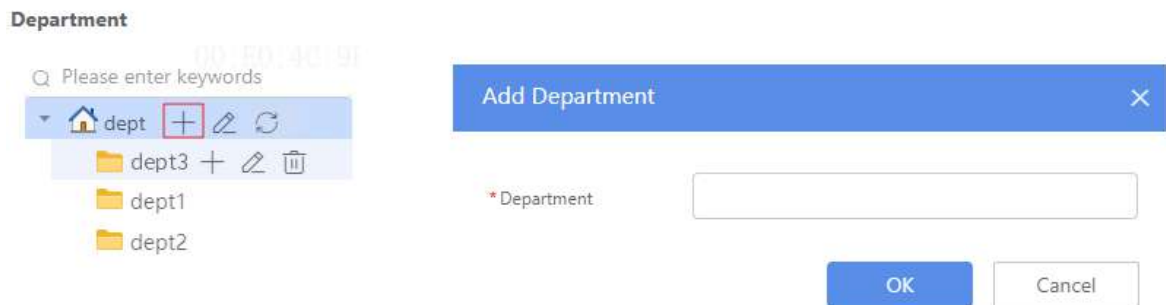 Department
Please enter keywords
dept
dept3
dept1
dept2
Add Department
*Department
OK
Cancel